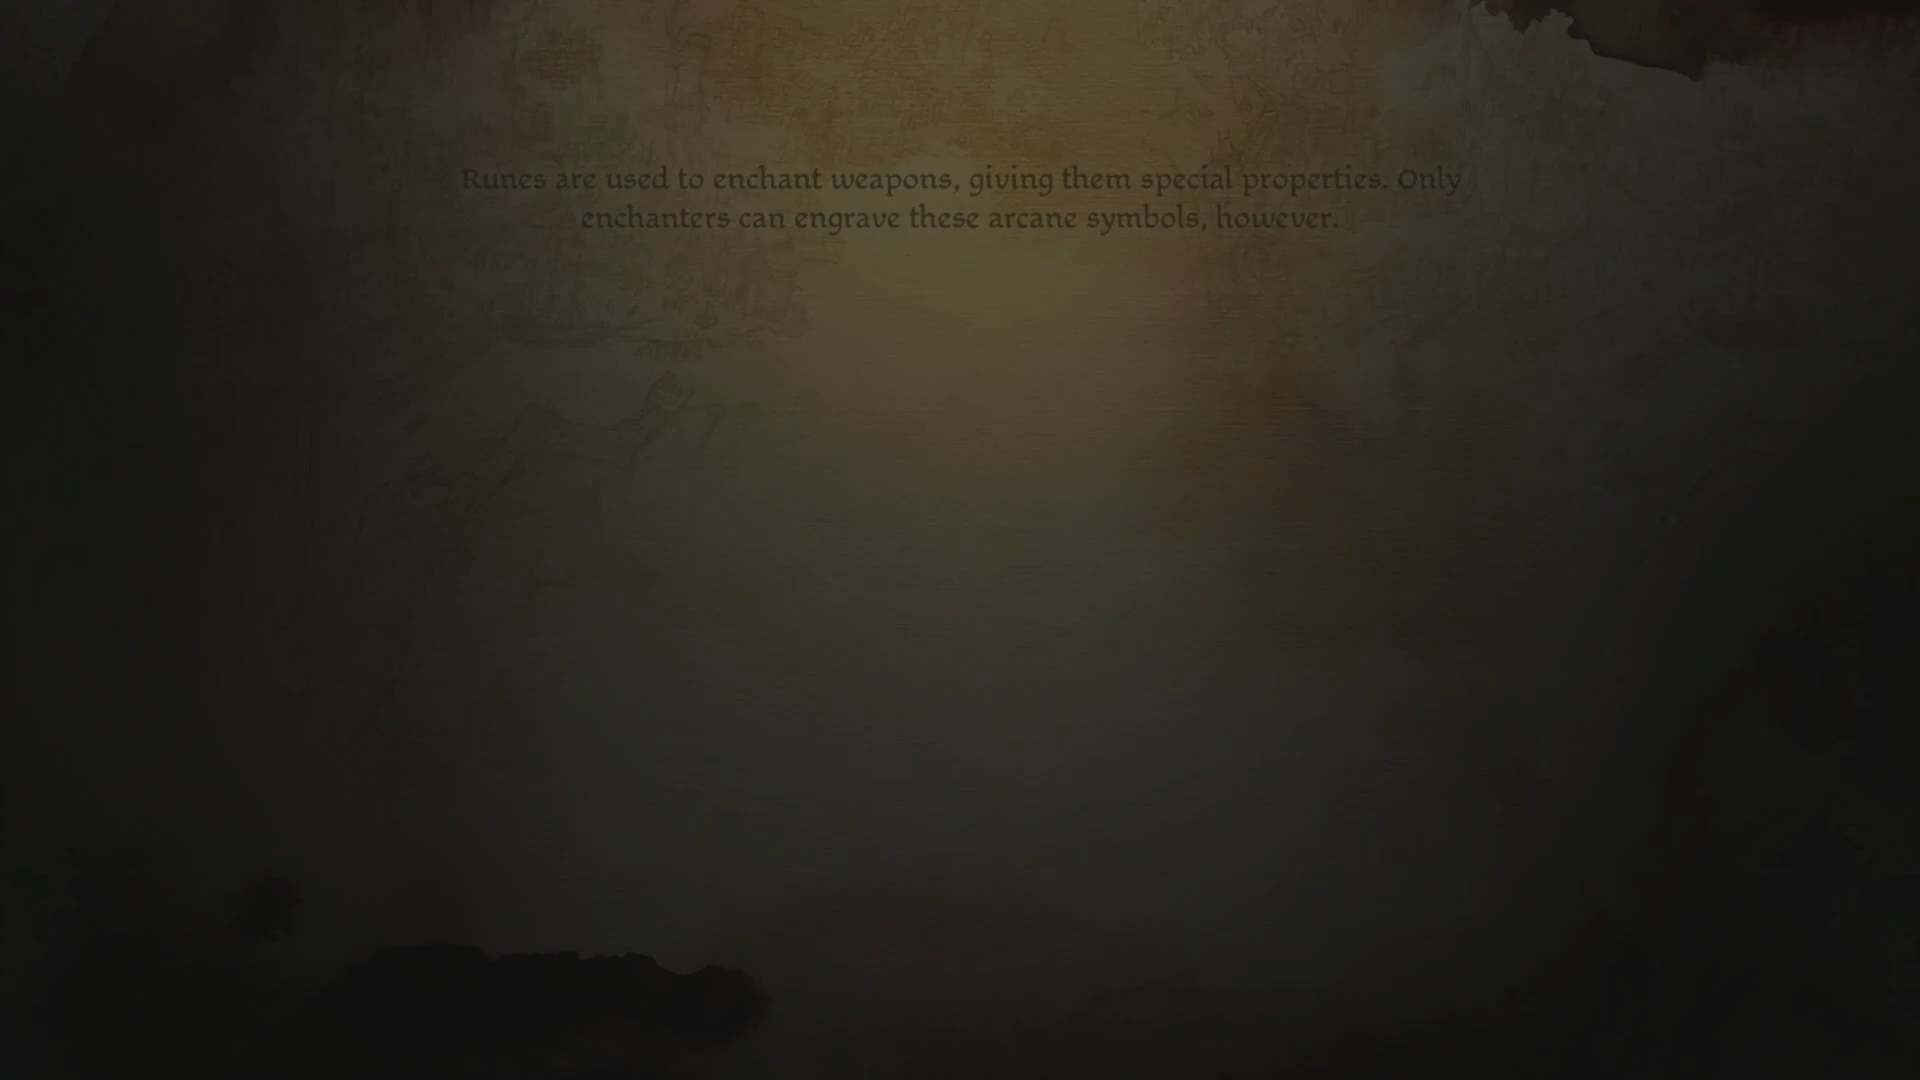 Runes are used to enchant weapons, giving them special properties. Only
enchanters can engrave these arcane symbols, however.